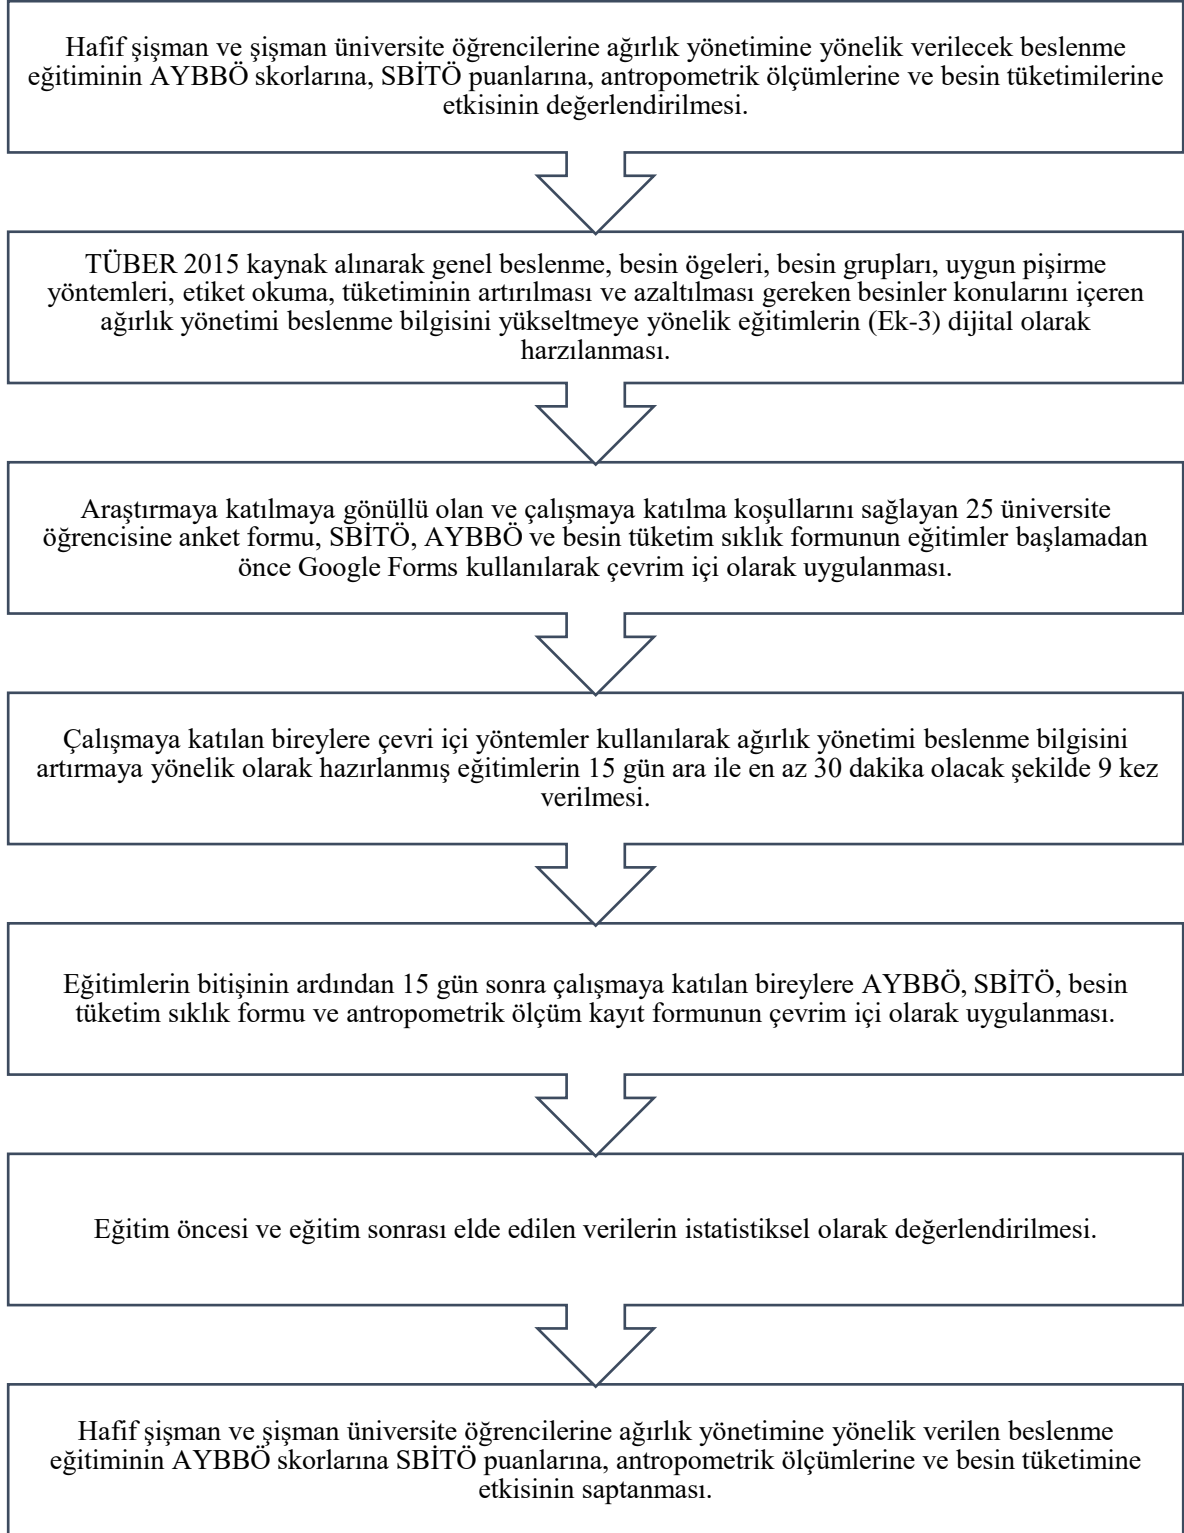 Hafif şişman ve şişman üniversite öğrencilerine ağırlık yönetimine yönelik verilecek beslenme
eğitiminin AYBBÖ skorlarına, SBİTÖ puanlarına, antropometrik ölçümlerine ve besin tüketimilerine
etkisinin değerlendirilmesi.
TÜBER 2015 kaynak alınarak genel beslenme, besin ögeleri, besin grupları, uygun pişirme
yöntemleri, etiket okuma, tüketiminin artırılması ve azaltılması gereken besinler konularını içeren
ağırlık yönetimi beslenme bilgisini yükseltmeye yönelik eğitimlerin (Ek-3) dijital olarak
harzılanması.
Araştırmaya katılmaya gönüllü olan ve çalışmaya katılma koşullarını sağlayan 25 üniversite
öğrencisine anket formu, SBİTÖ, AYBBÖ ve besin tüketim sıklık formunun eğitimler başlamadan
önce Google Forms kullanılarak çevrim içi olarak uygulanması.
Çalışmaya katılan bireylere çevri içi yöntemler kullanılarak ağırlık yönetimi beslenme bilgisini
artırmaya yönelik olarak hazırlanmış eğitimlerin 15 gün ara ile en az 30 dakika olacak şekilde 9 kez
verilmesi.
Eğitimlerin bitişinin ardından 15 gün sonra çalışmaya katılan bireylere AYBBÖ, SBİTÖ, besin
tüketim sıklık formu ve antropometrik ölçüm kayıt formunun çevrim içi olarak uygulanması.
Eğitim öncesi ve eğitim sonrası elde edilen verilerin istatistiksel olarak değerlendirilmesi.
Hafif şişman ve şişman üniversite öğrencilerine ağırlık yönetimine yönelik verilen beslenme
eğitiminin AYBBÖ skorlarına SBİTÖ puanlarına, antropometrik ölçümlerine ve besin tüketimine
etkisinin saptanması.